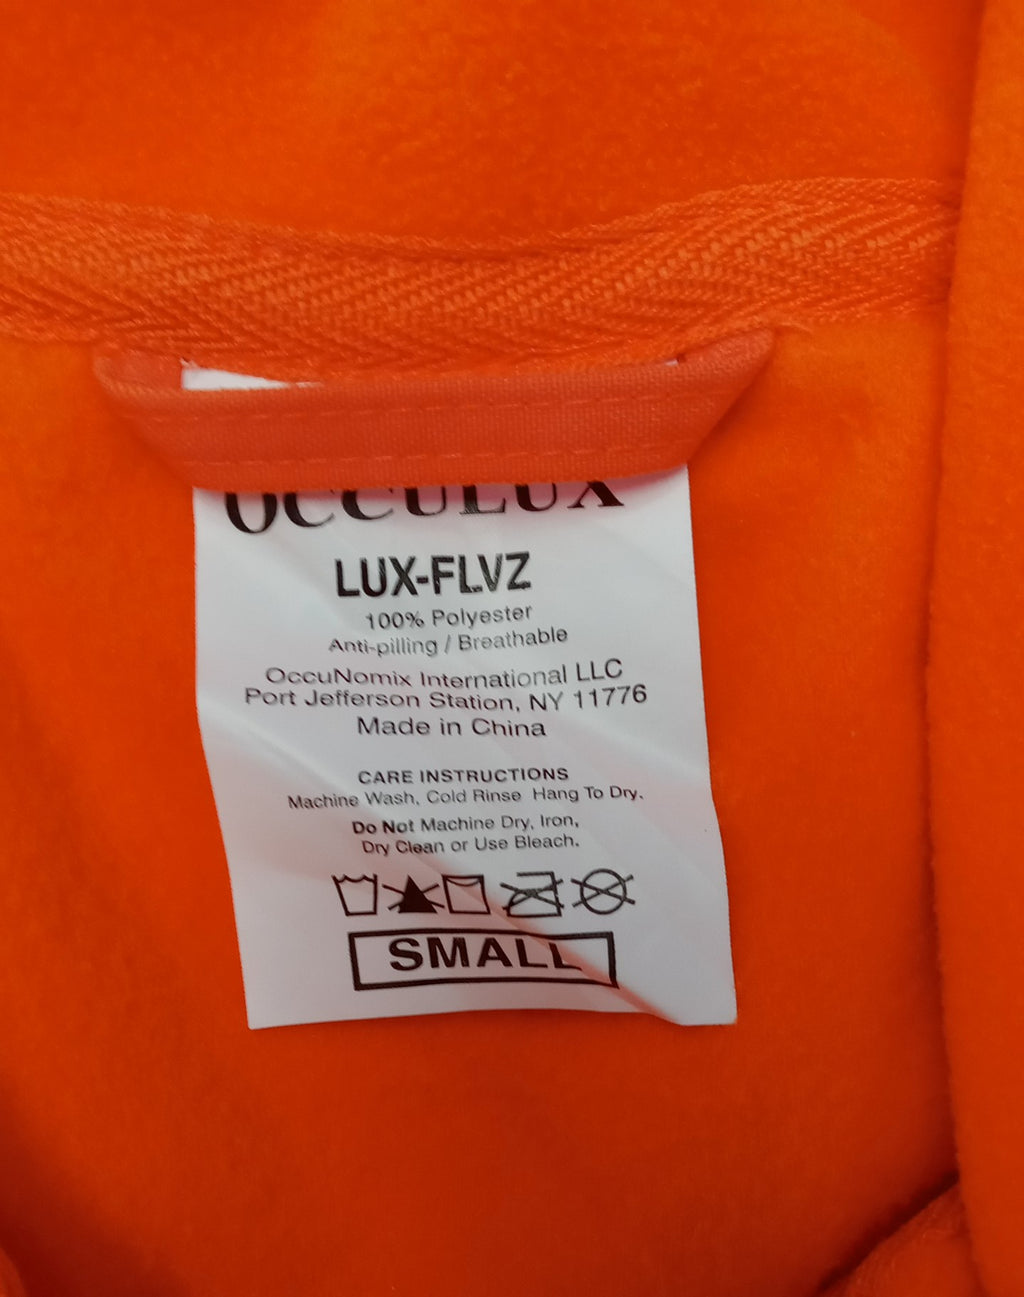 OCCULUX
LUX-FLVZ
100% Polyester
Anti-pilling / Breathable
OccuNomix International LLC
Port Jefferson Station, NY 11776
Made in China
CARE INSTRUCTIONS
Machine Wash, Cold Rinse Hang To Dry.
Do Not Machine Dry, Iron,
Dry Clean or Use Bleach.
SMALL